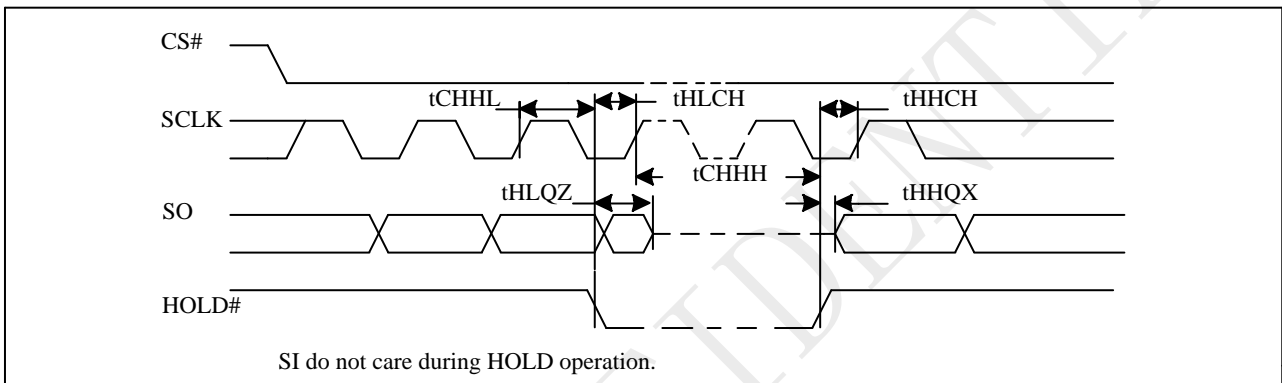 CS#
tCHHL
tHLCH
tHHCH
SCLK
tCHHH
tHLQZ
tHHQX
SO
HOLD#
SI do not care during HOLD operation.